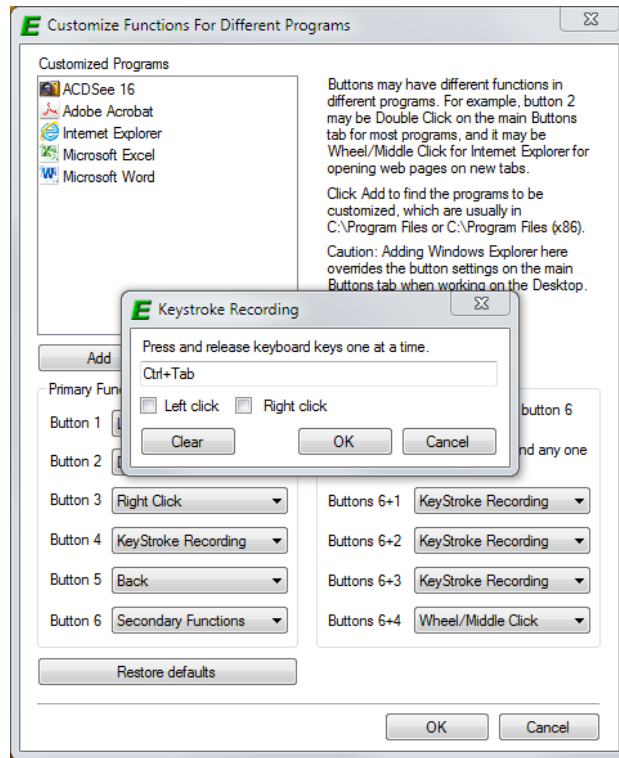 Customize Functions For Different Programs
Customized Programs
ACDSee 16
Adobe Acrobat
Internet Explorer
Microsoft Excel
Microsoft Word
Buttons may have different functions in
different programs. For example, button 2
may be Double Click on the main Buttons
tab for most programs, and it may be
Wheel/Middle Click for Internet Explorer for
opening web pages on new tabs.
Click Add to find the programs to be
customized, which are usually in
C:\Program Files or C:\Program Files (x86).
Caution: Adding Windows Explorer here
overrides the button settings on the main
Buttons tab when working on the Desktop.
Keystroke Recording
Press and release keyboard keys one at a time.
Ctrl+Tab
Left click Right click
Clear OK Cancel
Add
Primary
button 6
Button 1
nd any one
Button 2
Button 3 Right Click Buttons 6+1 KeyStroke Recording
Button 4 KeyStroke Recording Buttons 6+2 KeyStroke Recording
Button 5 Back Buttons 6+3 KeyStroke Recording
Button 6 Secondary Functions Buttons 6+4 Wheel/Middle Click
Restore defaults
OK Cancel